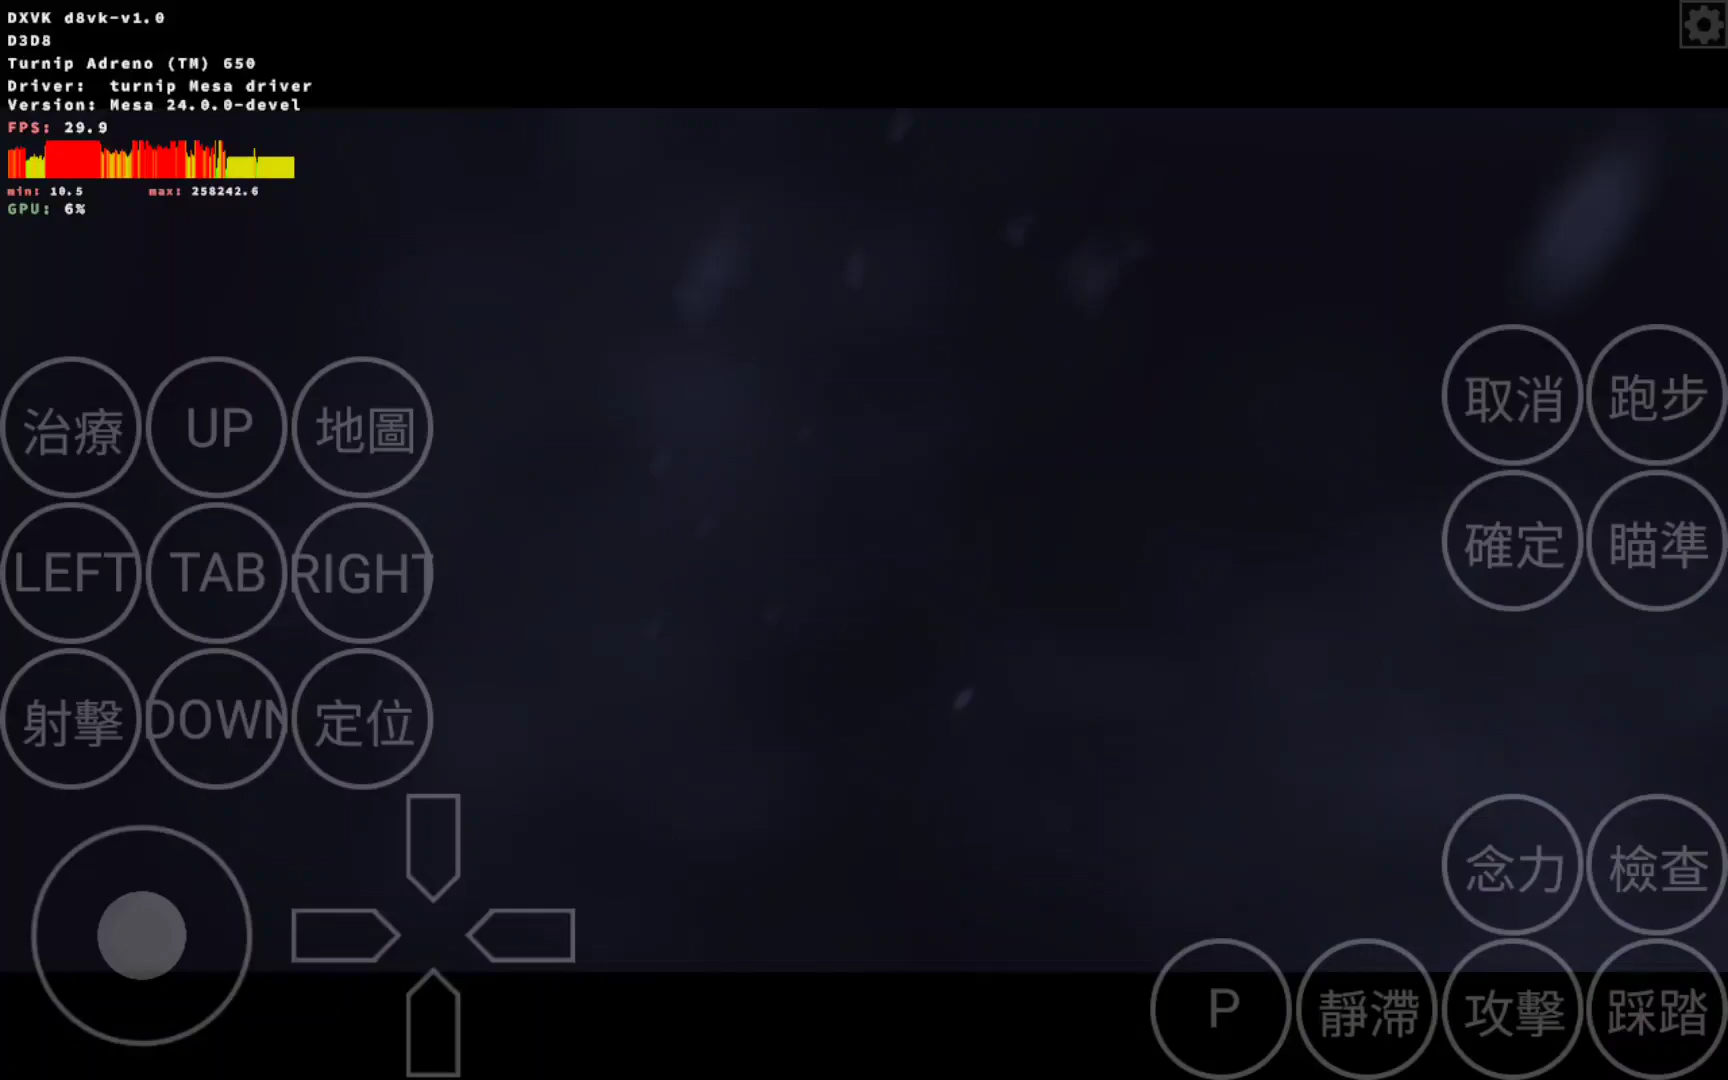 DXVK d8vk-v1.0
D3D8
Turnip Adreno (TM) 650
Driver: turnip Mesa driver
Version: Mesa 24.0.0-devel
FPS: 29.9
min: 10.5 max: 258242.6
GPU: 6%
取消 跑步
治療 UP 地圖
確定 瞄準
LEFT TAB RIGHT
射擊 DOWN 定位
念力 檢查
P 靜滯 攻擊 踩踏